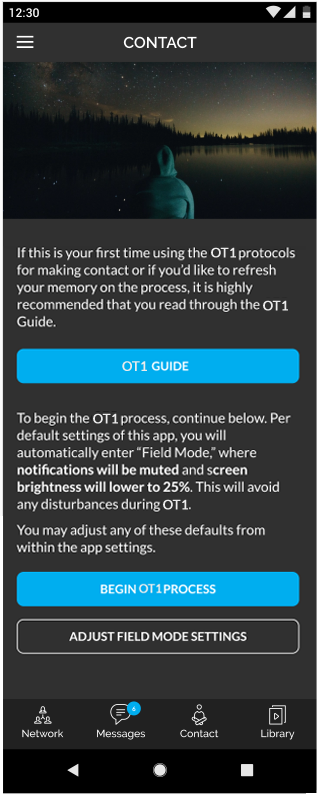 12:30
CONTACT
If this is your first time using the OT1 protocols
for making contact or if you'd like to refresh
your memory on the process, it is highly
recommended that you read through the OT1
Guide.
OT1 GUIDE
To begin the OT1 process, continue below. Per
default settings of this app, you will
automatically enter "Field Mode," where
notifications will be muted and screen
brightness will lower to 25%. This will avoid
any disturbances during OT1.
You may adjust any of these defaults from
within the app settings.
BEGIN OT1 PROCESS
ADJUST FIELD MODE SETTINGS
6
Network Messages Contact Library